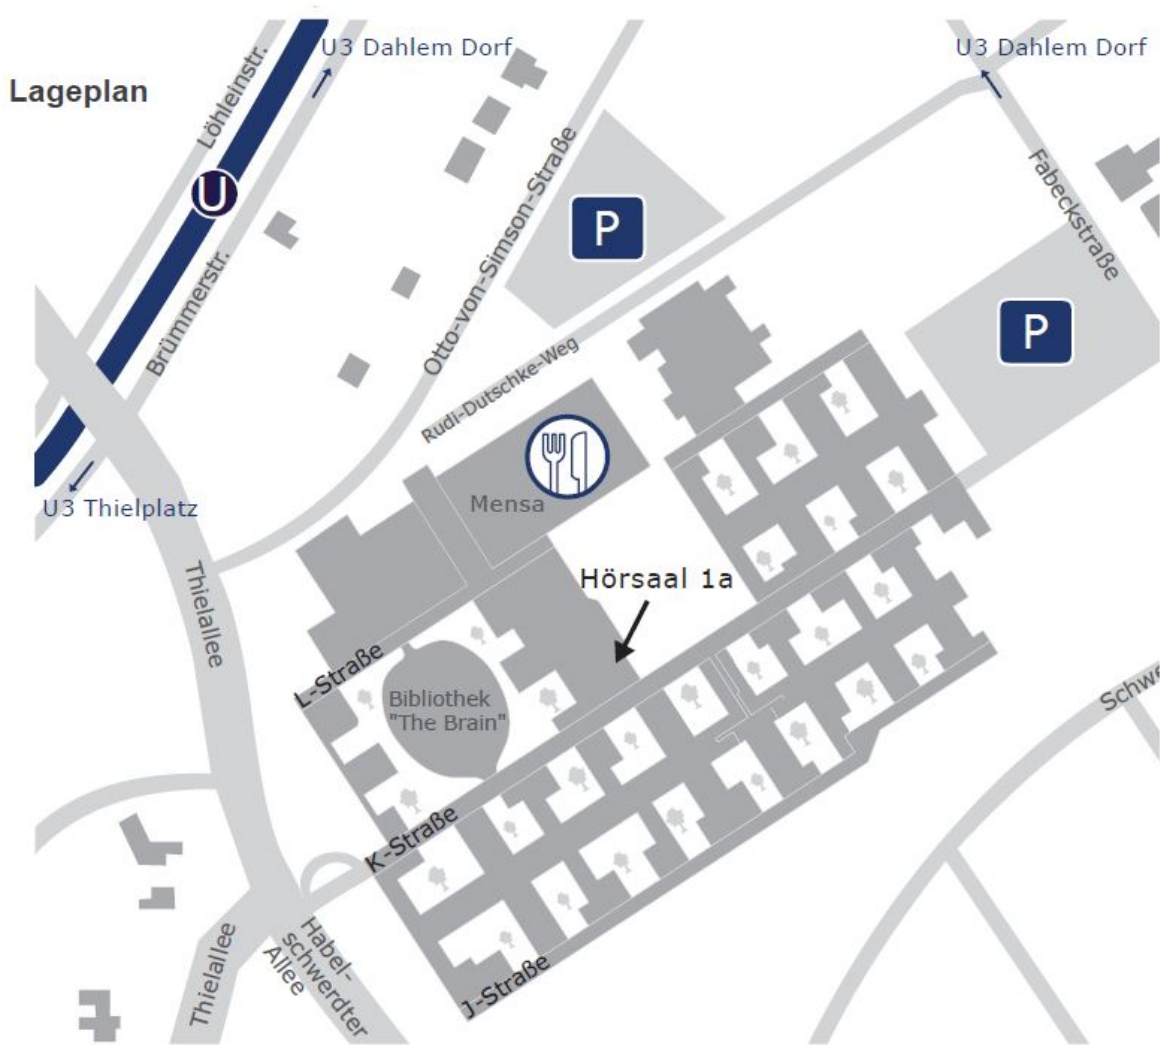 U3 Dahlem Dorf
U3 Dahlem Dorf
Lageplan
Löhleinstr.
U
Brümmerstr.
Otto-von-Simson-Straße
P
Fabeckstraße
P
Rudi-Dutschke-Weg
Mensa
U3 Thielplatz
Thielallee
Hörsaal 1a
L-Straße
Bibliothek
"The Brain"
Schwe
K-Straße
J-Straße
Thielallee
Habel-
schwerdter
Allee